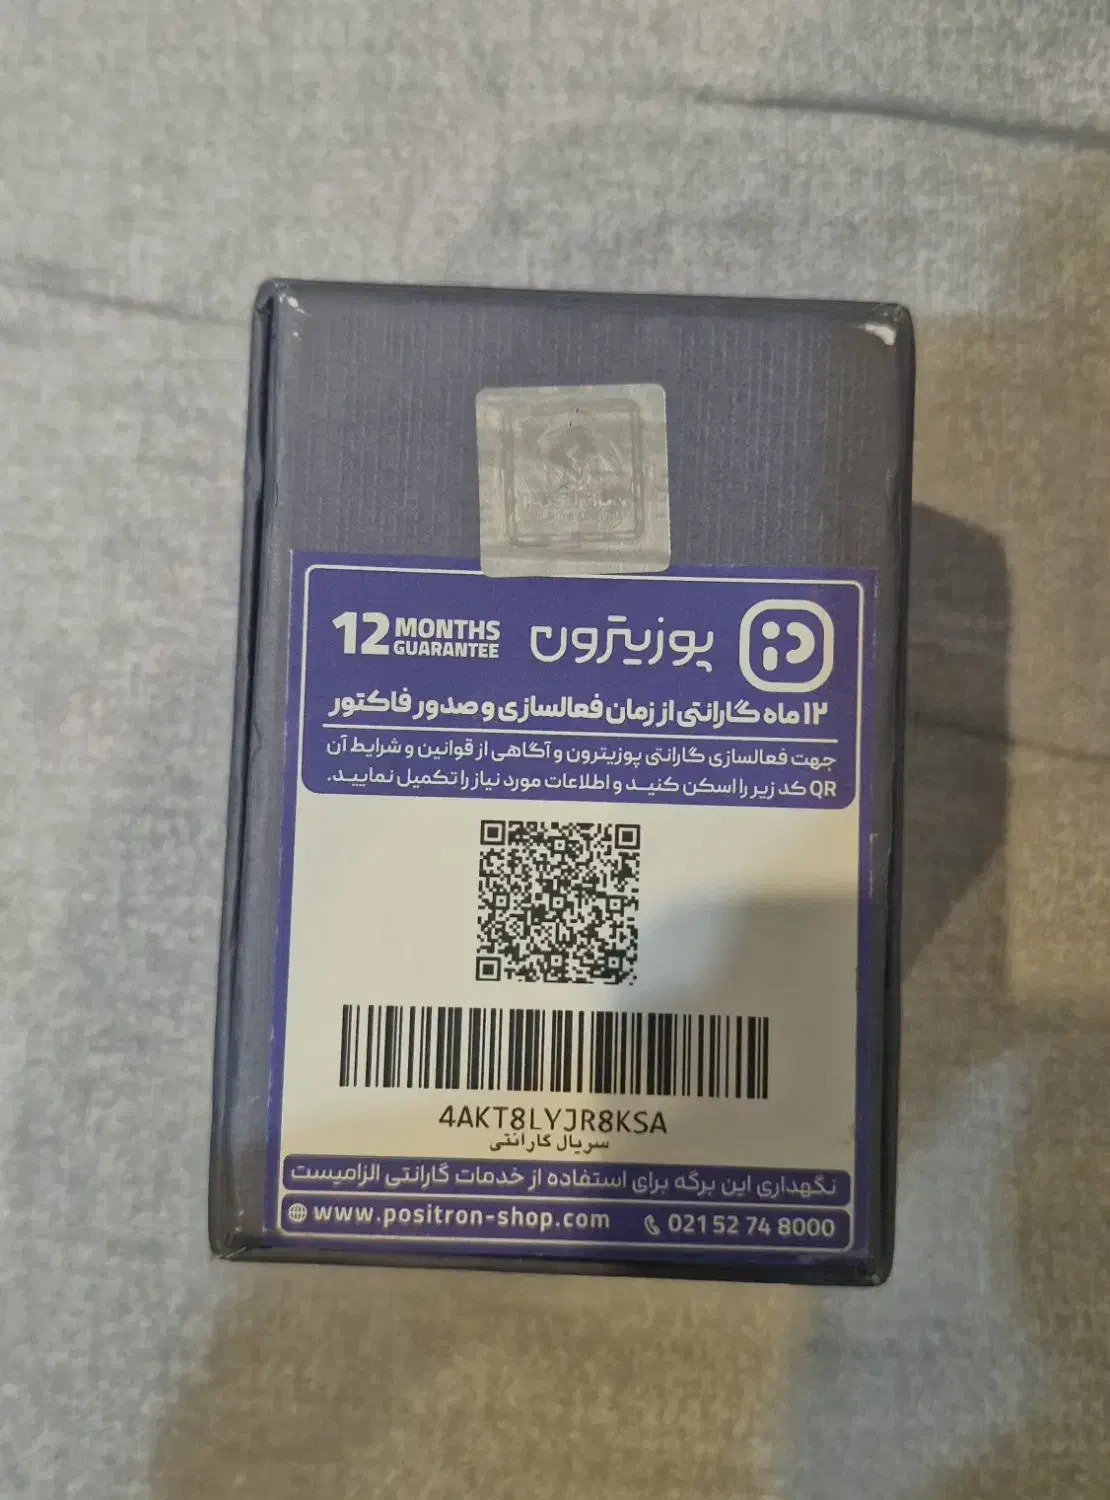 12 MONTHS GUARANTEE پوزیترون
۱۲ ماه گارانتی از زمان فعالسازی و صدور فاکتور
جهت فعالسازی گارانتی پوزیترون و آگاهی از قوانین و شرایط آن
QR کد زیر را اسکن کنید و اطلاعات مورد نیاز را تکمیل نمایید.
4AKT8LYJR8KSA
سریال گارانتی
نگهداری این برگه برای استفاده از خدمات گارانتی الزامیست
www.positron-shop.com 021 52 74 8000